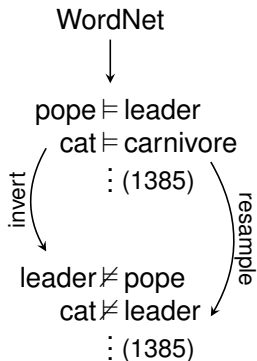 WordNet
pope ⊨ leader
cat ⊨ carnivore
⋮ (1385)
invert
resample
leader ⊭ pope
cat ⊭ leader
⋮ (1385)